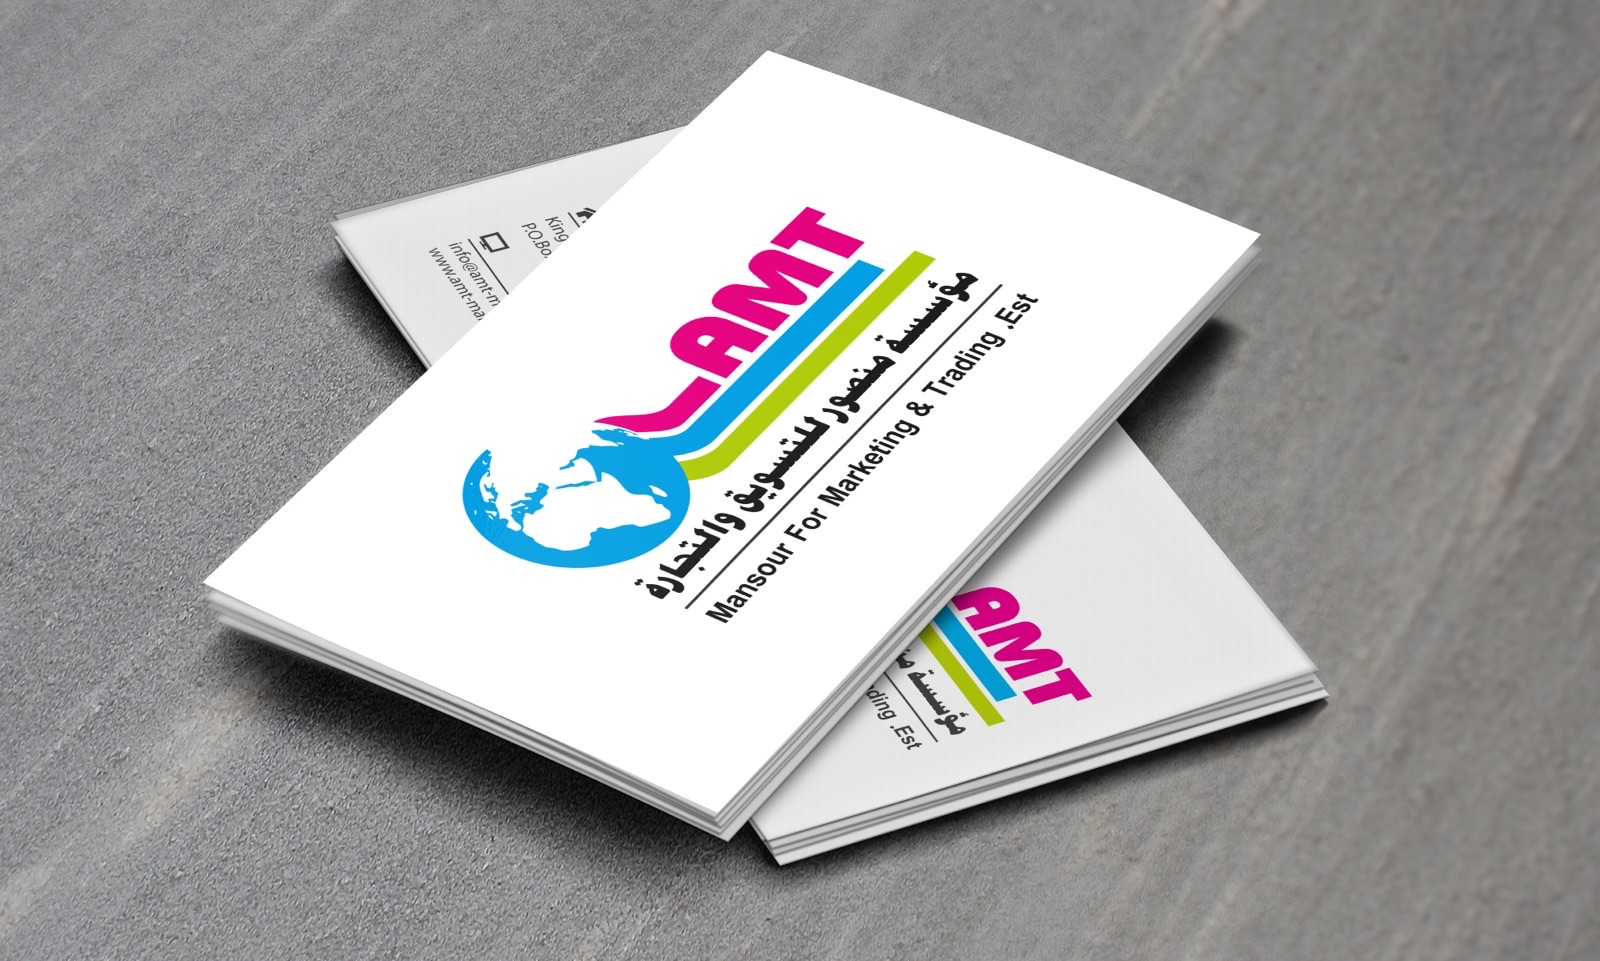 AMT
مؤسسة منصور للتسويق والتجارة
Mansour For Marketing & Trading .Est
King
P.O.Bo
info@amt-m
www.amt-mar
AMT
مؤسسة
ding .Est